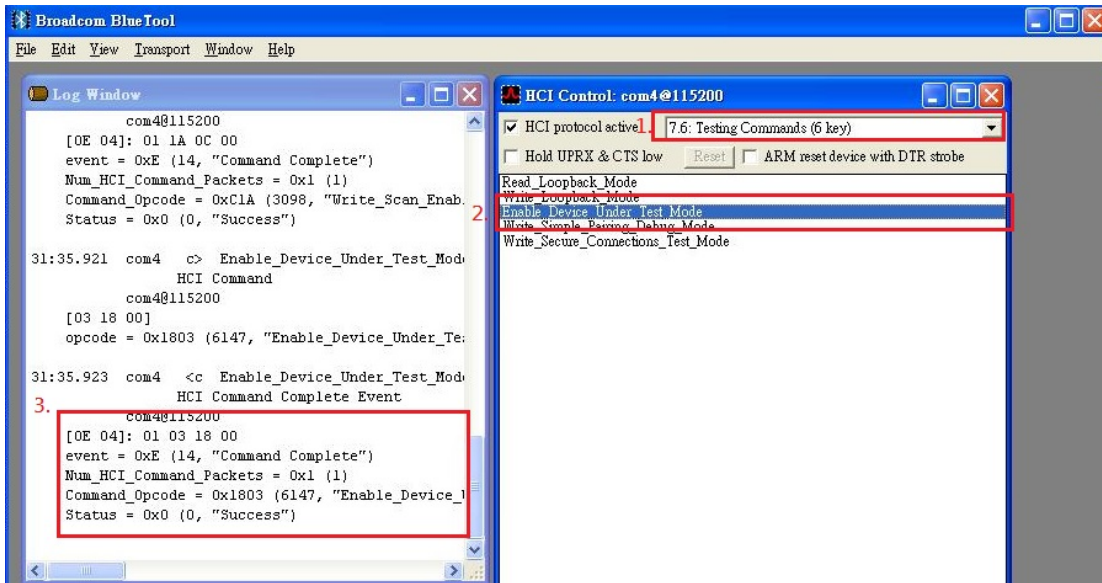 Broadcom BlueTool
File Edit View Transport Window Help
Log Window
com4@115200
[0E 04]: 01 1A 0C 00
event = 0xE (14, "Command Complete")
Num_HCI_Command_Packets = 0x1 (1)
Command_Opcode = 0xC1A (3098, "Write_Scan_Enab
Status = 0x0 (0, "Success")
31:35.921 com4 c> Enable_Device_Under_Test_Mod
HCI Command
com4@115200
[03 18 00]
opcode = 0x1803 (6147, "Enable_Device_Under_Te
31:35.923 com4 <c Enable_Device_Under_Test_Mod
HCI Command Complete Event
3.
com4@115200
[0E 04]: 01 03 18 00
event = 0xE (14, "Command Complete")
Num_HCI_Command_Packets = 0x1 (1)
Command_Opcode = 0x1803 (6147, "Enable_Device_U
Status = 0x0 (0, "Success")
HCI Control: com4@115200
HCI protocol active 1. 7.6: Testing Commands (6 key)
Hold UPRX & CTS low Reset ARM reset device with DTR strobe
Read_Loopback_Mode
Write_Loopback_Mode
2. Enable_Device_Under_Test_Mode
Write_Simple_Pairing_Debug_Mode
Write_Secure_Connections_Test_Mode